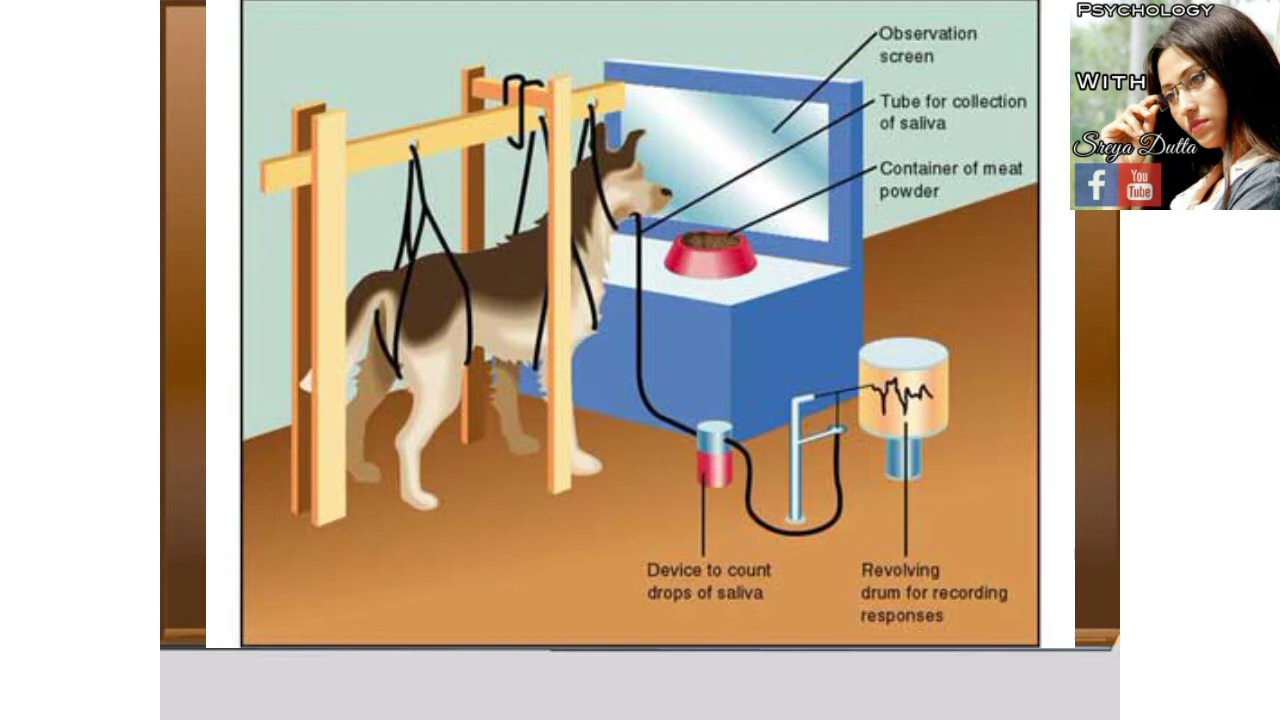 Observation
screen
Tube for collection
of saliva
Container of meat
powder
Device to count
drops of saliva
Revolving
drum for recording
responses
PSYCHOLOGY
WITH
Sreya Dutta
f
You
Tube